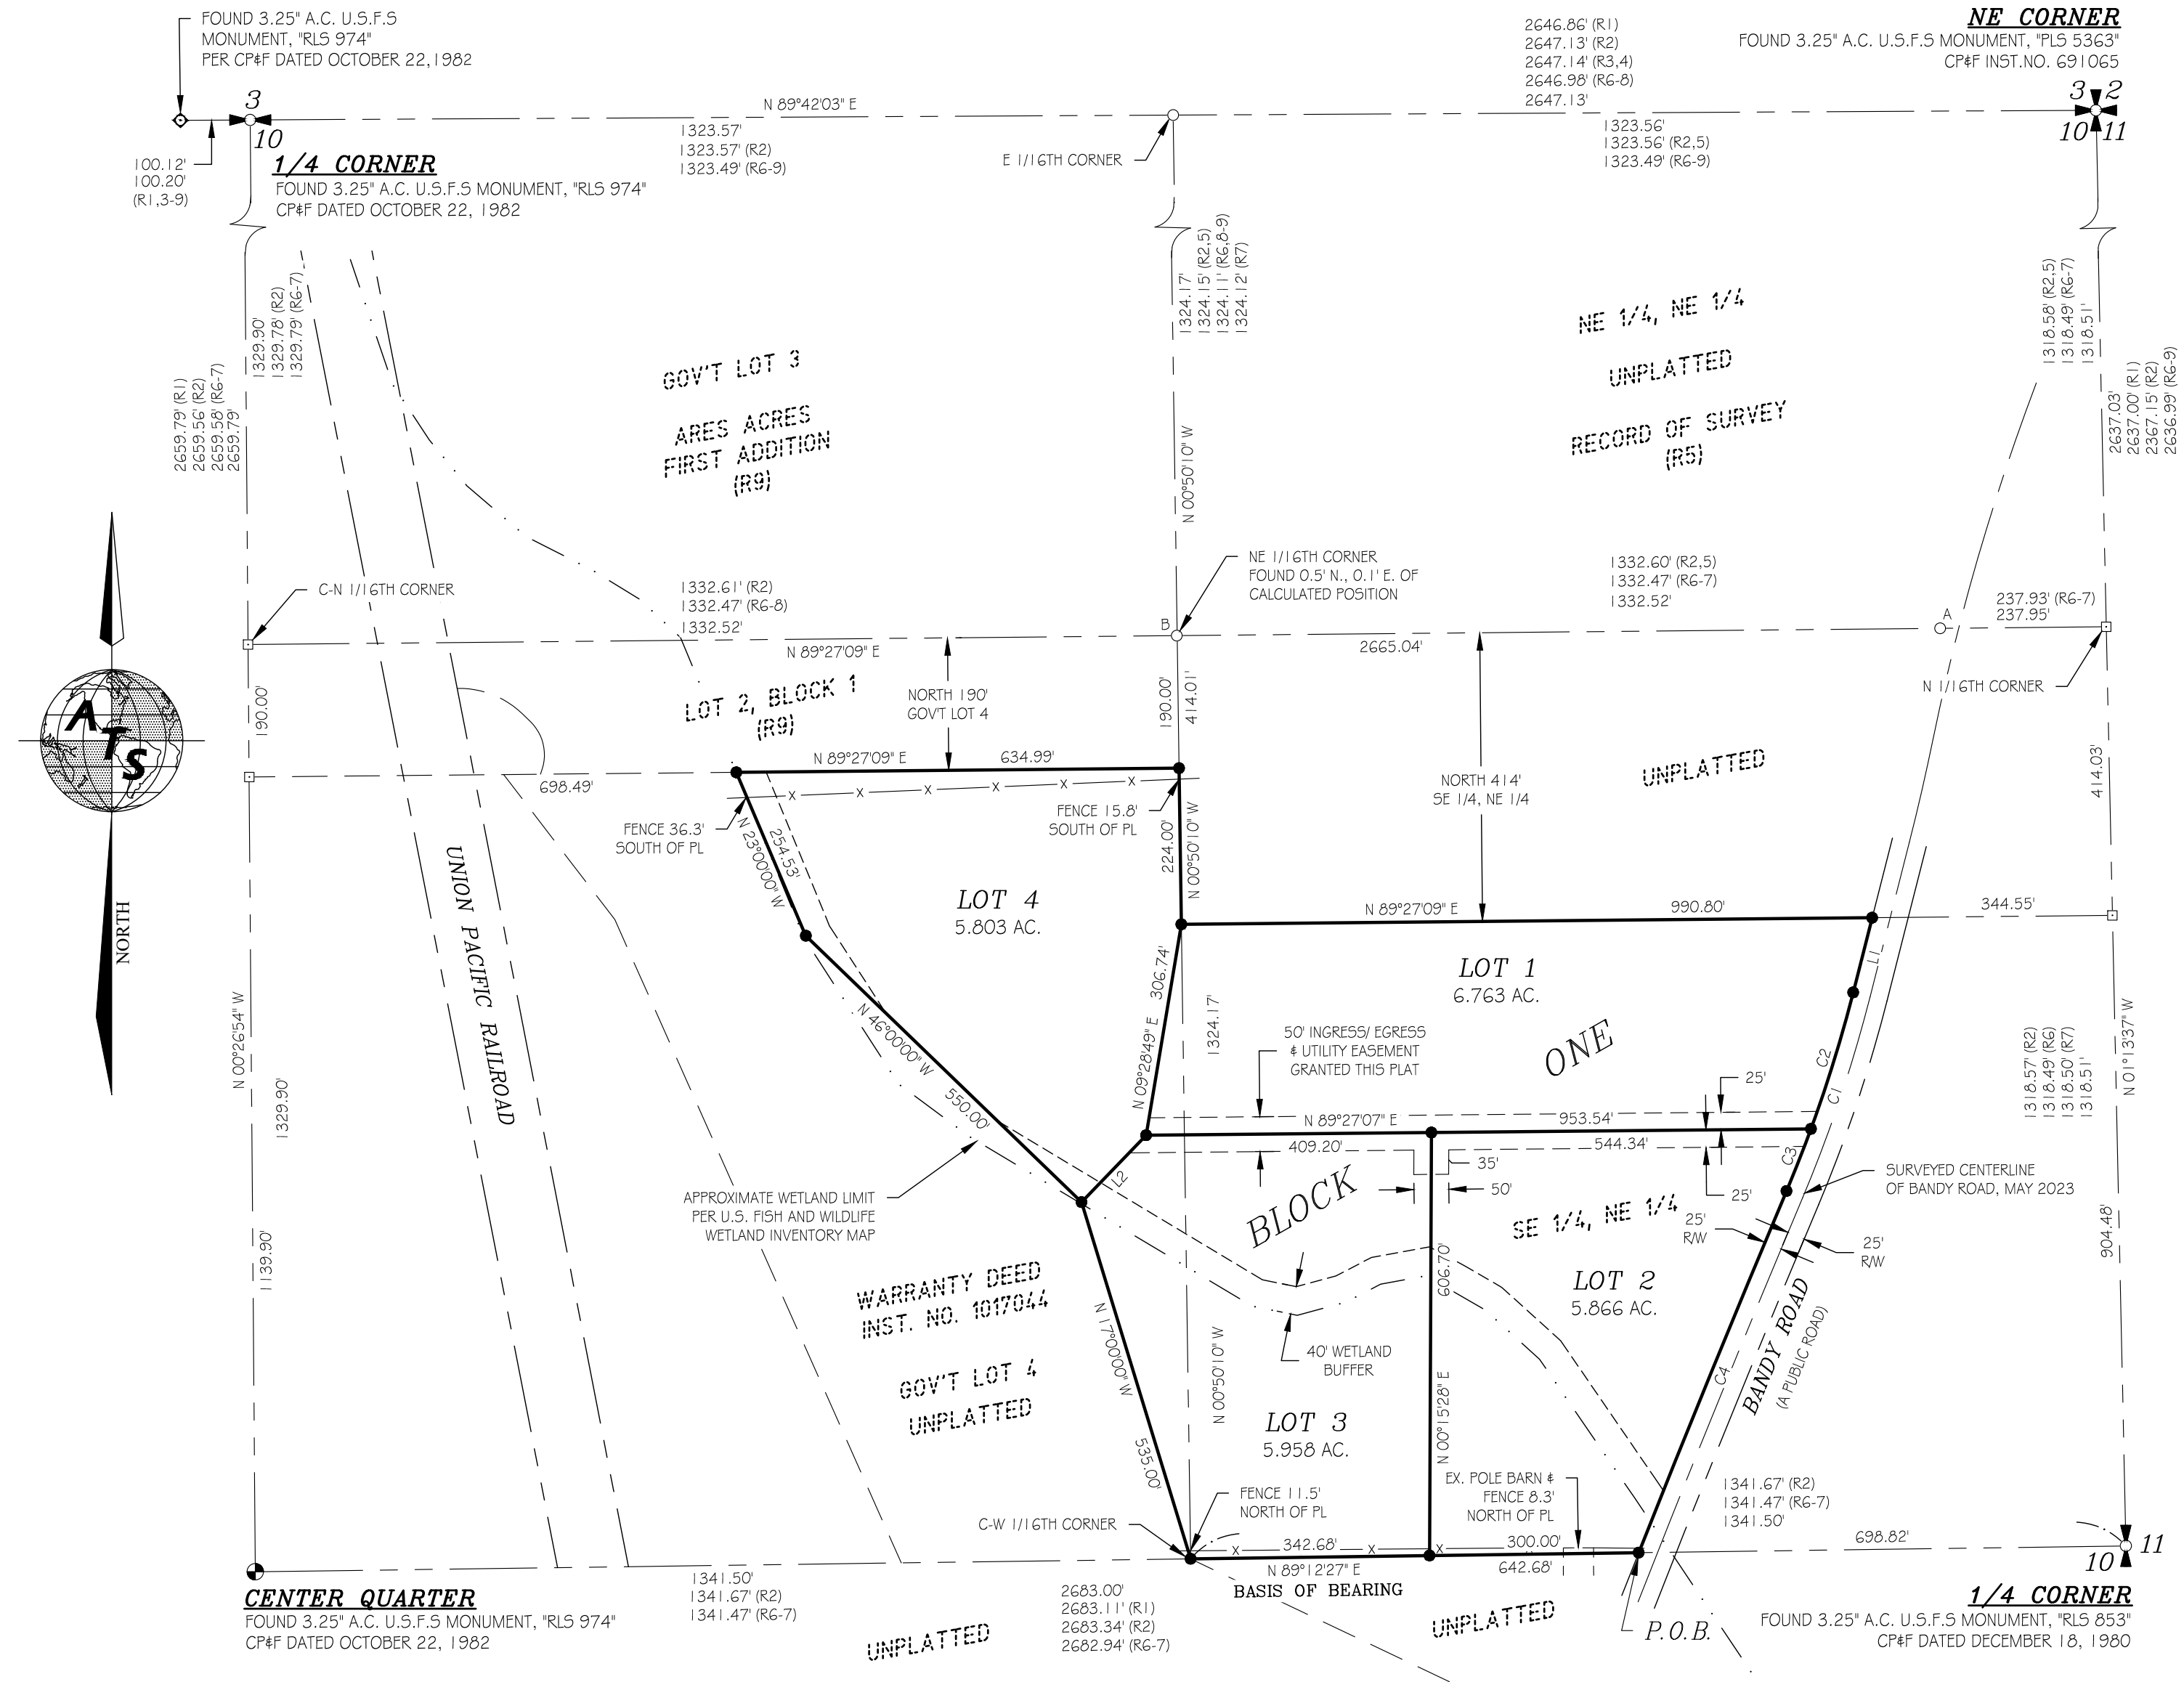 FOUND 3.25" A.C. U.S.F.S
MONUMENT, "RLS 974"
PER CP&F DATED OCTOBER 22,1982
2646.86' (R1)
2647.13' (R2)
2647.14' (R3,4)
2646.98' (R6-8)
2647.13'
NE CORNER
FOUND 3.25" A.C. U.S.F.S MONUMENT, "PLS 5363"
CP&F INST.NO. 691065
3
10
3 2
10 11
N 89°42'03" E
1323.57'
1323.57' (R2)
1323.49' (R6-9)
E 1/16TH CORNER
1323.56'
1323.56' (R2,5)
1323.49' (R6-9)
100.12'
100.20'
(R1,3-9)
1/4 CORNER
FOUND 3.25" A.C. U.S.F.S MONUMENT, "RLS 974"
CP&F DATED OCTOBER 22, 1982
2659.79' (R1)
2659.56' (R2)
2659.58' (R6-7)
2659.79'
1329.90'
1329.78' (R2)
1329.79' (R6-7)
1324.17'
1324.15' (R2,5)
1324.11' (R6,8-9)
1324.12' (R7)
N 00°50'10" W
1318.58' (R2,5)
1318.49' (R6-7)
1318.51'
2637.03'
2637.00' (R1)
2367.15' (R2)
2636.99' (R6-9)
GOV'T LOT 3
ARES ACRES
FIRST ADDITION
(R9)
NE 1/4, NE 1/4
UNPLATTED
RECORD OF SURVEY
(R5)
C-N 1/16TH CORNER
1332.61' (R2)
1332.47' (R6-8)
1332.52'
N 89°27'09" E
NE 1/16TH CORNER
FOUND 0.5' N., 0.1' E. OF
CALCULATED POSITION
B
1332.60' (R2,5)
1332.47' (R6-7)
1332.52'
2665.04'
A
237.93' (R6-7)
237.95'
N 1/16TH CORNER
ATS
NORTH
190.00'
LOT 2, BLOCK 1
(R9)
NORTH 190'
GOV'T LOT 4
190.00'
414.01'
NORTH 414'
SE 1/4, NE 1/4
UNPLATTED
414.03'
698.49'
N 89°27'09" E
634.99'
FENCE 36.3'
SOUTH OF PL
FENCE 15.8'
SOUTH OF PL
N 23°00'00" W
254.53'
224.00'
N 00°50'10" W
LOT 4
5.803 AC.
UNION PACIFIC RAILROAD
N 89°27'09" E
990.80'
344.55'
L1
LOT 1
6.763 AC.
N 00°26'54" W
1329.90'
1139.90'
N 46°00'00" W
550.00'
306.74'
N 09°28'49" E
1324.17'
50' INGRESS/ EGRESS
& UTILITY EASEMENT
GRANTED THIS PLAT
ONE
25'
C2
C1
1318.57' (R2)
1318.49' (R6)
1318.50' (R7)
1318.51'
N 01°13'37" W
N 89°27'07" E
953.54'
409.20'
544.34'
35'
50'
25'
C3
L2
BLOCK
SE 1/4, NE 1/4
SURVEYED CENTERLINE
OF BANDY ROAD, MAY 2023
25'
R/W
25'
R/W
904.48'
APPROXIMATE WETLAND LIMIT
PER U.S. FISH AND WILDLIFE
WETLAND INVENTORY MAP
WARRANTY DEED
INST. NO. 1017044
GOV'T LOT 4
UNPLATTED
N 17°00'00" W
535.00'
N 00°50'10" W
40' WETLAND
BUFFER
606.70'
N 00°15'28" E
LOT 2
5.866 AC.
C4
BANDY ROAD
(A PUBLIC ROAD)
LOT 3
5.958 AC.
EX. POLE BARN &
FENCE 8.3'
NORTH OF PL
FENCE 11.5'
NORTH OF PL
C-W 1/16TH CORNER
1341.67' (R2)
1341.47' (R6-7)
1341.50'
698.82'
342.68'
300.00'
N 89°12'27" E
642.68'
BASIS OF BEARING
11
10
CENTER QUARTER
FOUND 3.25" A.C. U.S.F.S MONUMENT, "RLS 974"
CP&F DATED OCTOBER 22, 1982
1341.50'
1341.67' (R2)
1341.47' (R6-7)
UNPLATTED
2683.00'
2683.11' (R1)
2683.34' (R2)
2682.94' (R6-7)
UNPLATTED
P.O.B.
1/4 CORNER
FOUND 3.25" A.C. U.S.F.S MONUMENT, "RLS 853"
CP&F DATED DECEMBER 18, 1980